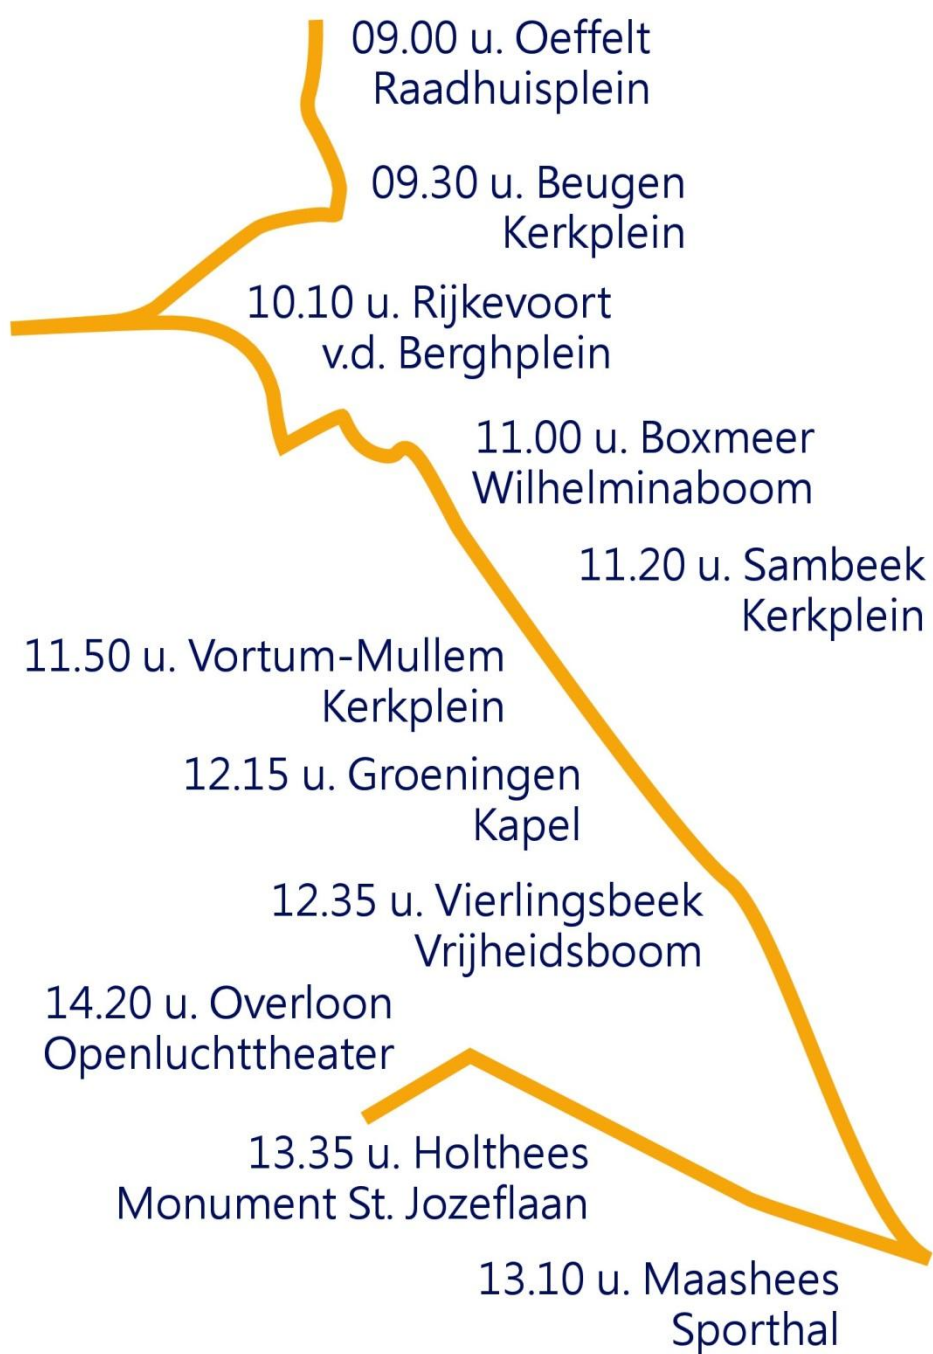 09.00 u. Oeffelt
Raadhuisplein
09.30 u. Beugen
Kerkplein
10.10 u. Rijkevoort
v.d. Berghplein
11.00 u. Boxmeer
Wilhelminaboom
11.20 u. Sambeek
Kerkplein
11.50 u. Vortum-Mullem
Kerkplein
12.15 u. Groeningen
Kapel
12.35 u. Vierlingsbeek
Vrijheidsboom
14.20 u. Overloon
Openluchttheater
13.35 u. Holthees
Monument St. Jozeflaan
13.10 u. Maashees
Sporthal